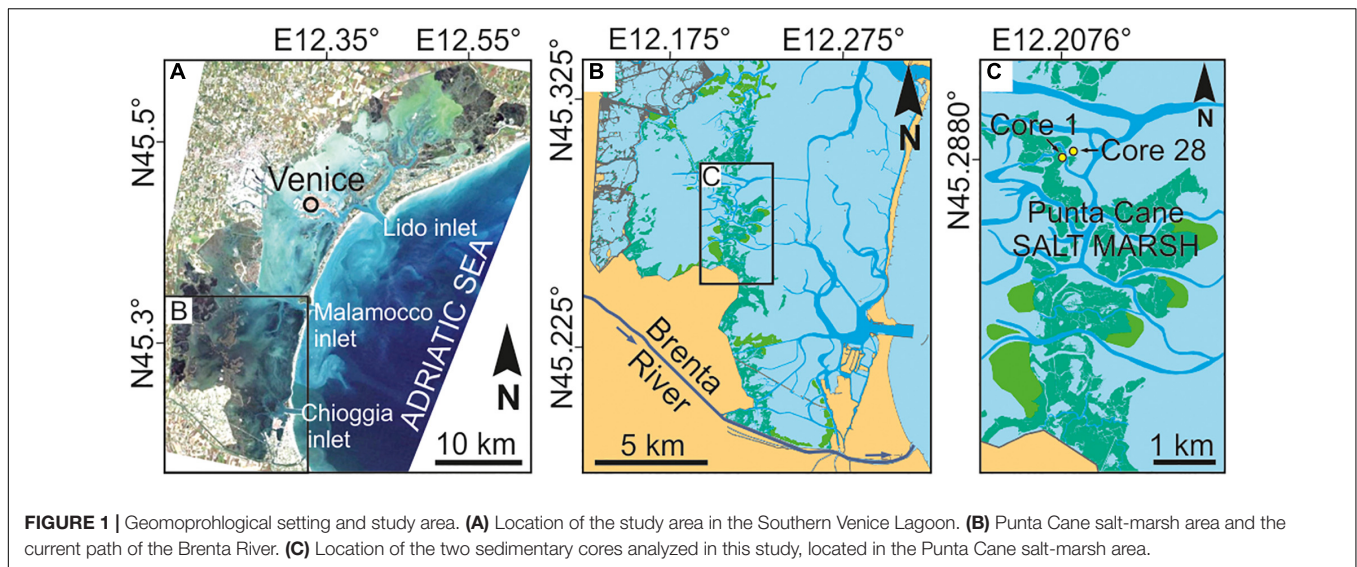 E12.35° E12.55°
A
N45.5°
Venice
Lido inlet
B
Malamocco
inlet
N45.3°
ADRIATIC SEA
N
Chioggia
inlet
10 km
E12.175° E12.275°
B
N45.325°
N
C
N45.225°
Brenta
River
5 km
E12.2076°
C
N
Core 1
Core 28
N45.2880°
Punta Cane
SALT MARSH
1 km
FIGURE 1 | Geomoprhlogical setting and study area. (A) Location of the study area in the Southern Venice Lagoon. (B) Punta Cane salt-marsh area and the
current path of the Brenta River. (C) Location of the two sedimentary cores analyzed in this study, located in the Punta Cane salt-marsh area.